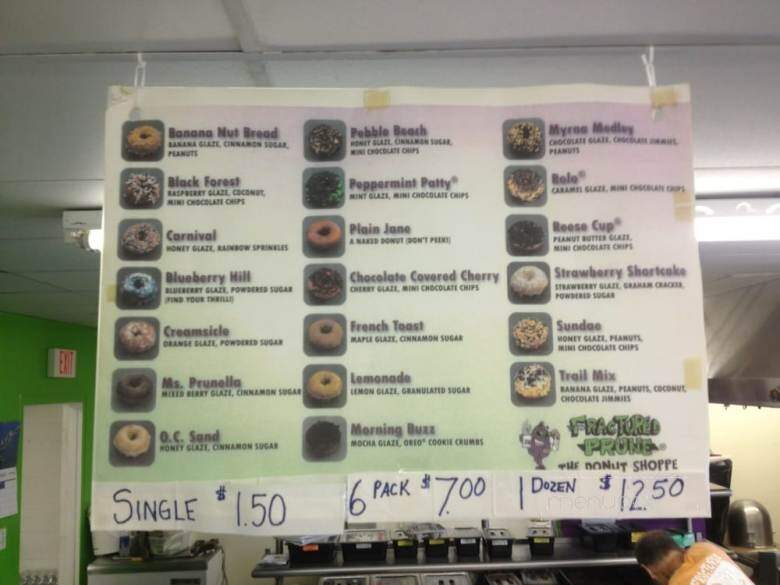 Banana Nut Bread
BANANA GLAZE, CINNAMON SUGAR,
PEANUTS
Black Forest
RASPBERRY GLAZE, COCONUT,
MINI CHOCOLATE CHIPS
Carnival
HONEY GLAZE, RAINBOW SPRINKLES
Blueberry Hill
BLUEBERRY GLAZE, POWDERED SUGAR
(FIND YOUR THRILL!)
Creamsicle
ORANGE GLAZE, POWDERED SUGAR
Ms. Prunella
MIXED BERRY GLAZE, CINNAMON SUGAR
O.C. Sand
HONEY GLAZE, CINNAMON SUGAR
Pebble Beach
HONEY GLAZE, CINNAMON SUGAR,
MINI CHOCOLATE CHIPS
Peppermint Patty®
MINT GLAZE, MINI CHOCOLATE CHIPS
Plain Jane
A NAKED DONUT (DON'T PEEK!)
Chocolate Covered Cherry
CHERRY GLAZE, MINI CHOCOLATE CHIPS
French Toast
MAPLE GLAZE, CINNAMON SUGAR
Lemonade
LEMON GLAZE, GRANULATED SUGAR
Morning Buzz
MOCHA GLAZE, OREO® COOKIE CRUMBS
Myrna Medley
CHOCOLATE GLAZE, CHOCOLATE JIMMIES,
PEANUTS
Rolo®
CARAMEL GLAZE, MINI CHOCOLATE CHIPS
Reese Cup®
PEANUT BUTTER GLAZE,
MINI CHOCOLATE CHIPS
Strawberry Shortcake
STRAWBERRY GLAZE, GRAHAM CRACKER,
POWDERED SUGAR
Sundae
HONEY GLAZE, PEANUTS,
MINI CHOCOLATE CHIPS
Trail Mix
BANANA GLAZE, PEANUTS, COCONUT,
CHOCOLATE JIMMIES
FRACTURED
PRUNE
THE DONUT SHOPPE
SINGLE $1.50
6 PACK $7.00
1 DOZEN $12.50
EXIT